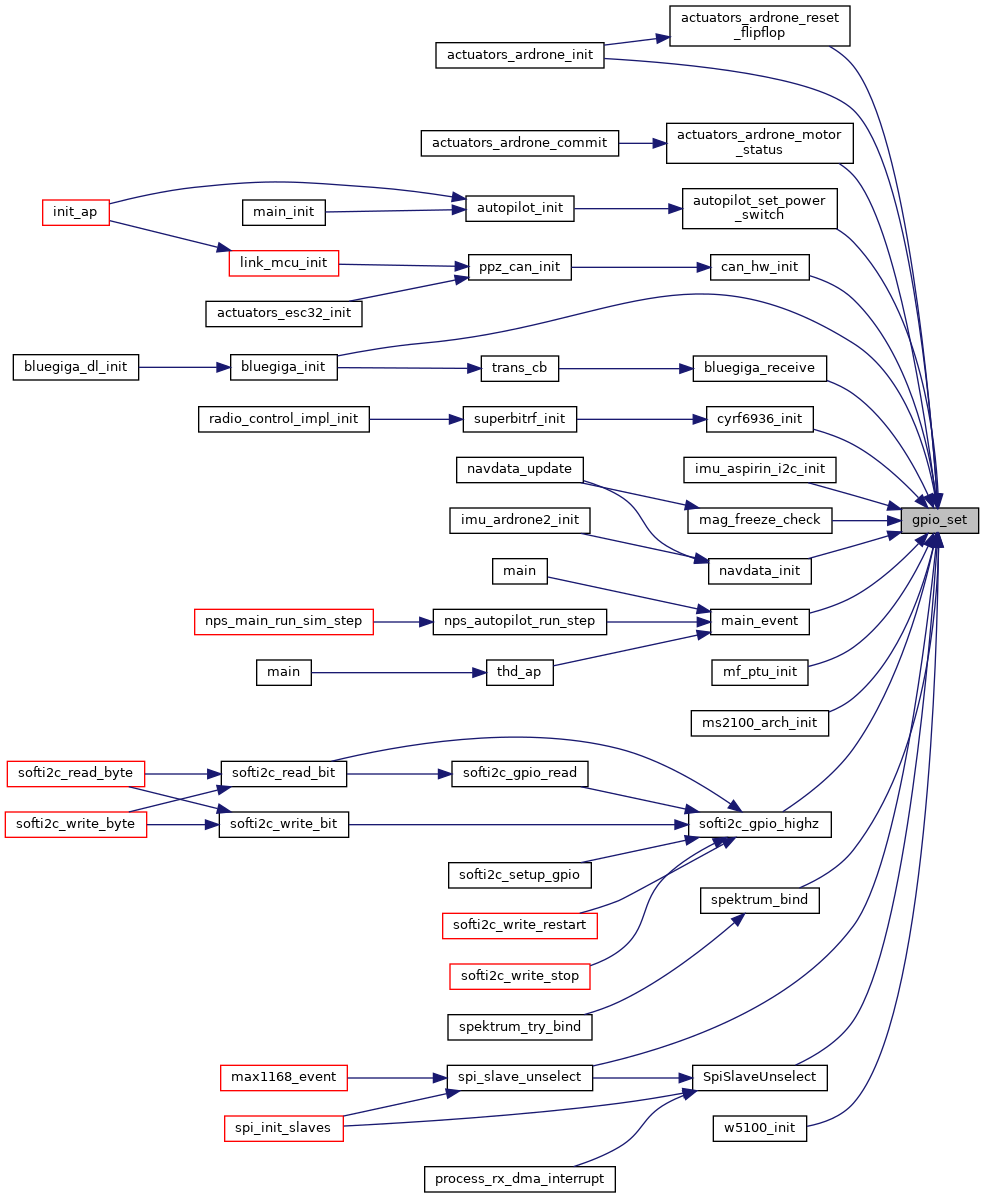 actuators_ardrone_reset
_flipflop
actuators_ardrone_init
actuators_ardrone_commit
actuators_ardrone_motor
_status
init_ap
main_init
autopilot_init
autopilot_set_power
_switch
link_mcu_init
ppz_can_init
can_hw_init
actuators_esc32_init
bluegiga_dl_init
bluegiga_init
trans_cb
bluegiga_receive
radio_control_impl_init
superbitrf_init
cyrf6936_init
navdata_update
imu_aspirin_i2c_init
imu_ardrone2_init
mag_freeze_check
gpio_set
main
navdata_init
nps_main_run_sim_step
nps_autopilot_run_step
main_event
main
thd_ap
mf_ptu_init
ms2100_arch_init
softi2c_read_byte
softi2c_read_bit
softi2c_gpio_read
softi2c_write_byte
softi2c_write_bit
softi2c_gpio_highz
softi2c_setup_gpio
softi2c_write_restart
spektrum_bind
softi2c_write_stop
spektrum_try_bind
max1168_event
spi_slave_unselect
SpiSlaveUnselect
spi_init_slaves
w5100_init
process_rx_dma_interrupt